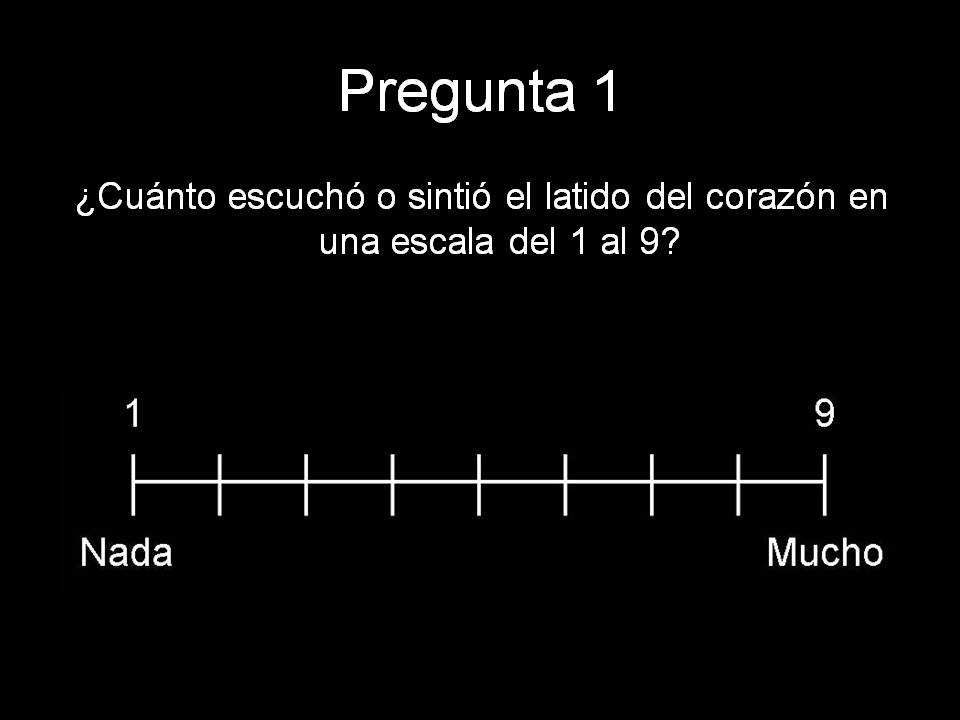 Pregunta 1
¿Cuánto escuchó o sintió el latido del corazón en
una escala del 1 al 9?
1 9
Nada Mucho